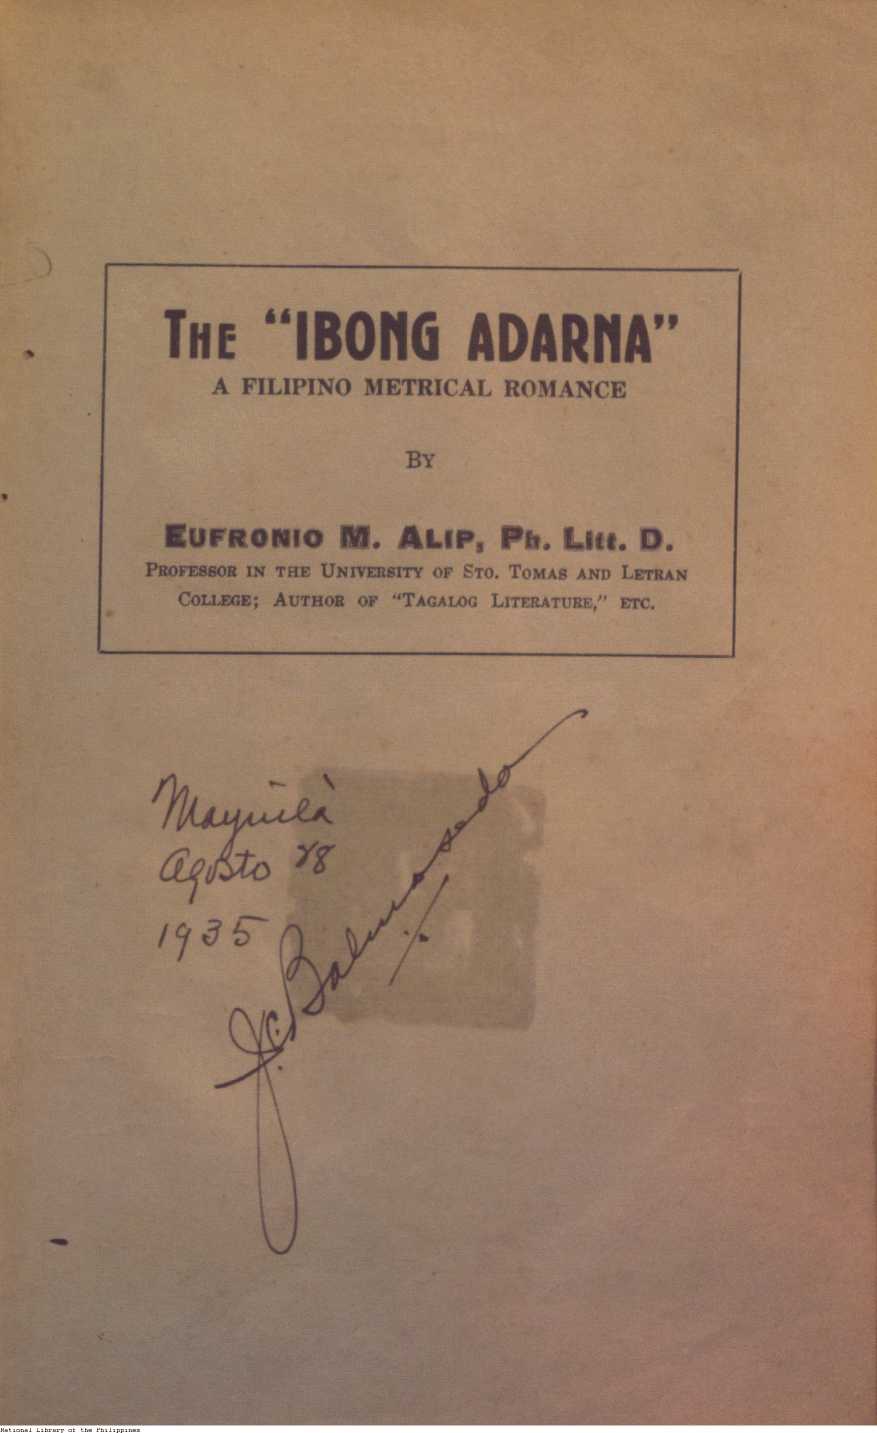 THE “IBONG ADARNA”
A FILIPINO METRICAL ROMANCE
BY
EUFRONIO M. ALIP, Ph. Litt. D.
PROFESSOR IN THE UNIVERSITY OF STO. TOMAS AND LETRAN
COLLEGE; AUTHOR OF “TAGALOG LITERATURE,” ETC.
Maynilà
Agosto 28
1935
J.C. Balmaseda
National Library of the Philippines